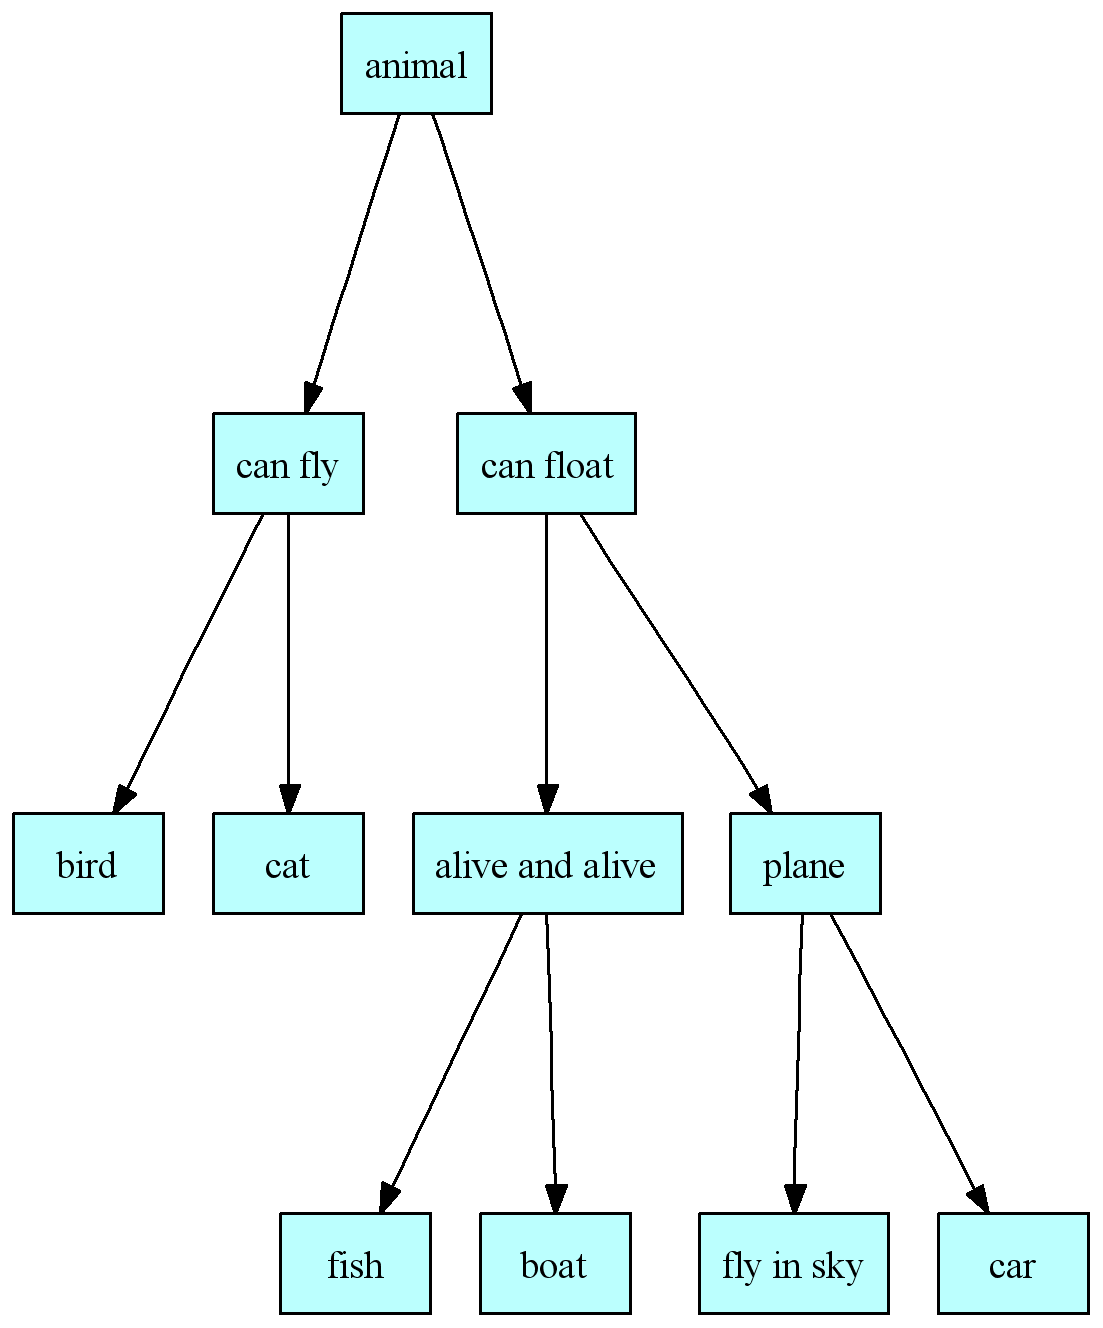 animal
can fly
can float
bird
cat
alive and alive
plane
fish
boat
fly in sky
car